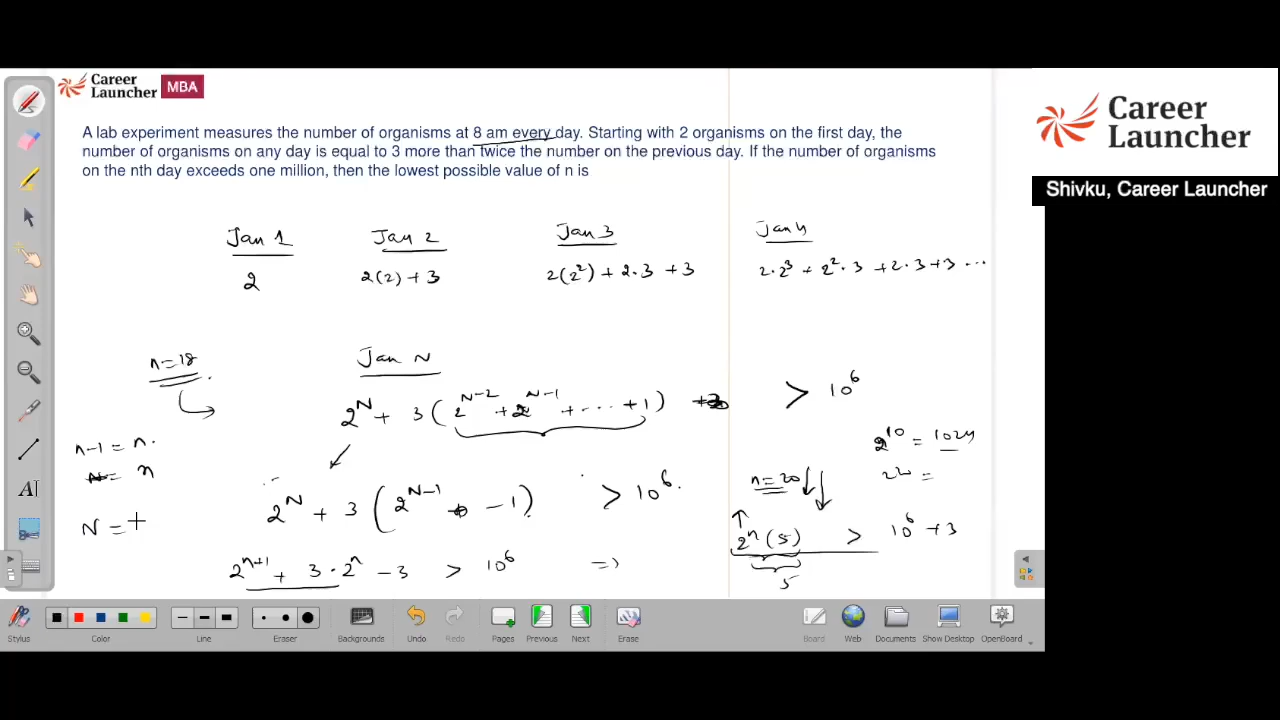 Career
Launcher MBA
Career
Launcher
Shivku, Career Launcher
A lab experiment measures the number of organisms at 8 am every day. Starting with 2 organisms on the first day, the
number of organisms on any day is equal to 3 more than twice the number on the previous day. If the number of organisms
on the nth day exceeds one million, then the lowest possible value of n is
Jan 1 Jan 2 Jan 3 Jan 4
2 2(2) + 3 2(2²) + 2·3 + 3 2·2³ + 2²·3 + 2·3 + 3 ...
n=18 Jan N
2^N + 3(2^(N-2) + 2^(N-1) + ... + 1) > 10⁶
n-1 = n.
= n
2¹⁰ = 1024
n=20
2^N + 3(2^(N-1) - 1) > 10⁶.
N =
2^n (5) > 10⁶ + 3
2^(n+1) + 3·2^n - 3 > 10⁶ =>
5
Stylus Color Line Eraser Backgrounds Undo Redo Pages Previous Next Erase Board Web Documents Show Desktop OpenBoard